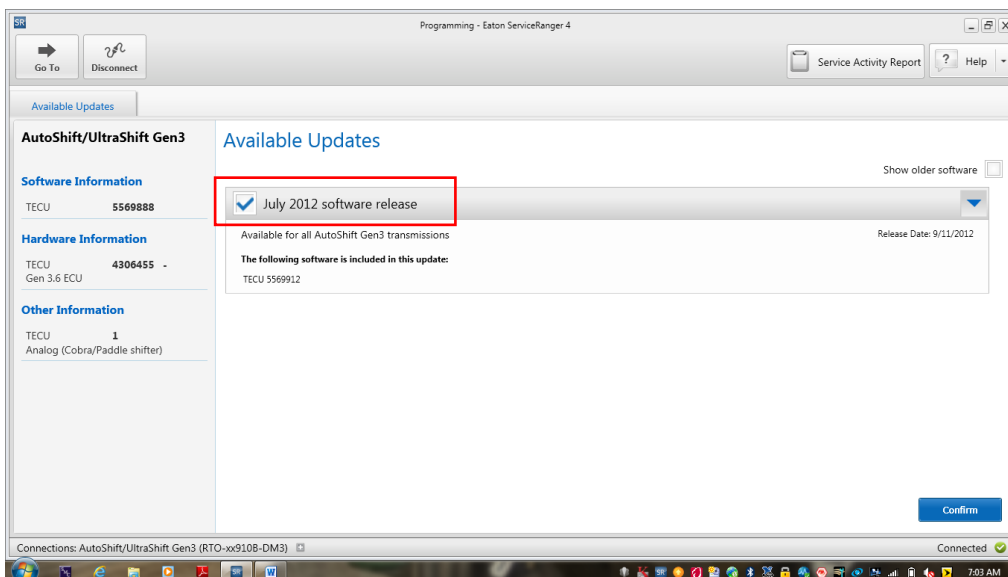 SR
Programming - Eaton ServiceRanger 4
Go To
Disconnect
Service Activity Report
? Help
Available Updates
AutoShift/UltraShift Gen3
Software Information
TECU 5569888
Hardware Information
TECU 4306455 -
Gen 3.6 ECU
Other Information
TECU 1
Analog (Cobra/Paddle shifter)
Available Updates
Show older software
July 2012 software release
Available for all AutoShift Gen3 transmissions
Release Date: 9/11/2012
The following software is included in this update:
TECU 5569912
Confirm
Connections: AutoShift/UltraShift Gen3 (RTO-xx910B-DM3)
Connected
SR
W
7:03 AM